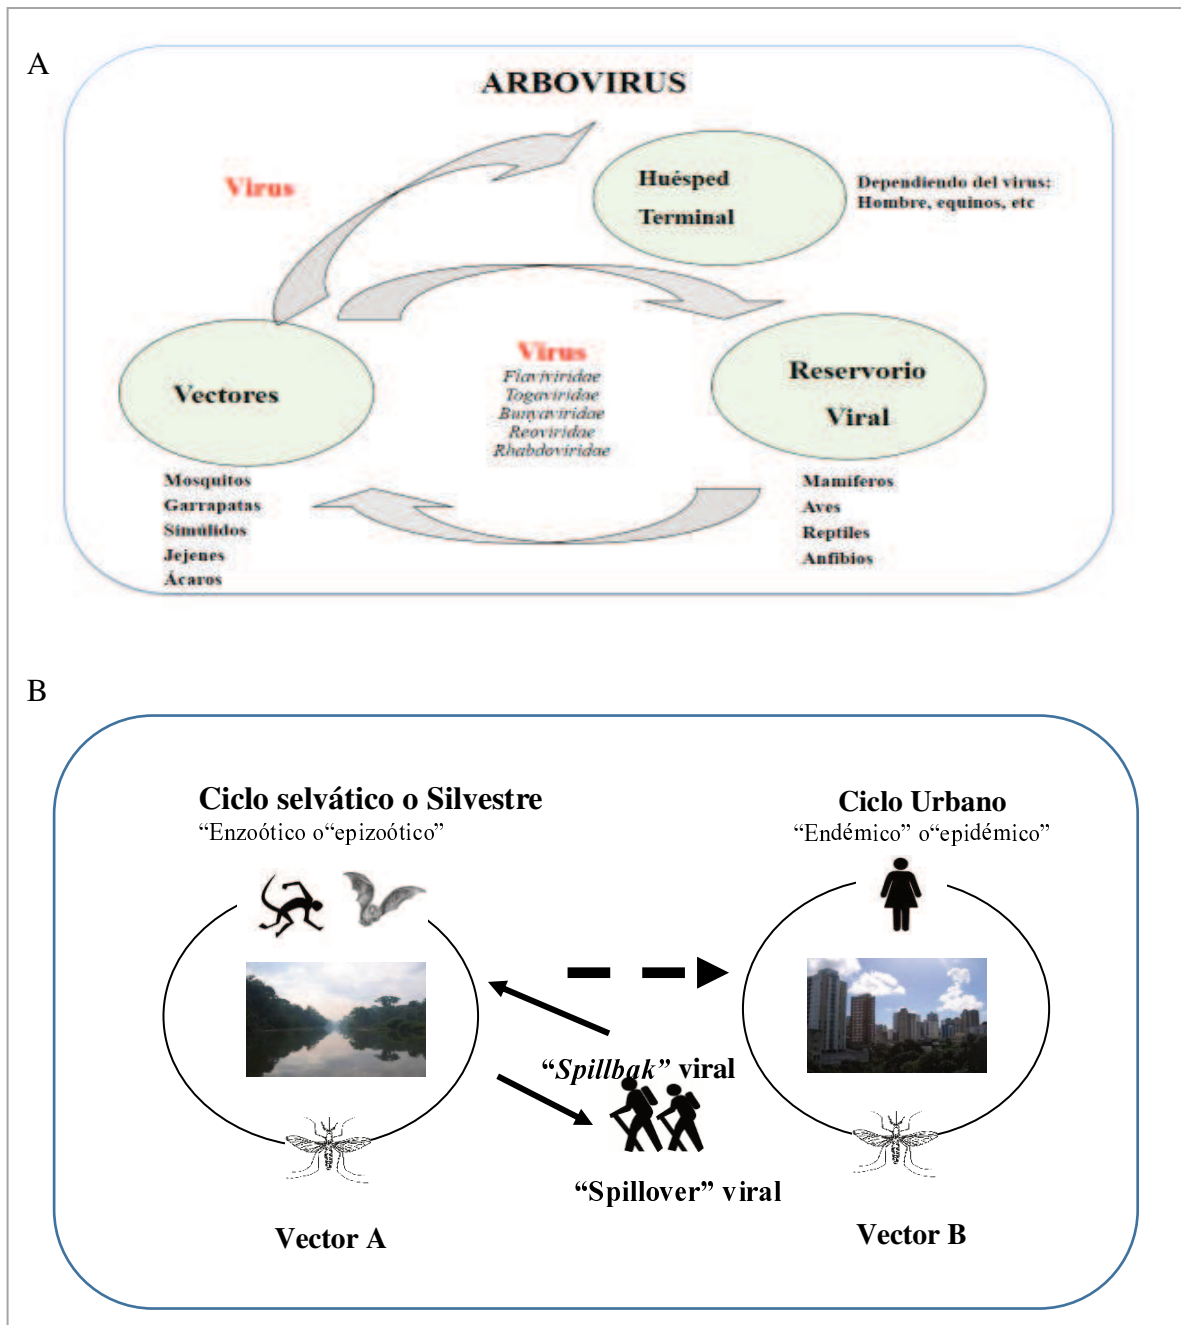 A
ARBOVIRUS
Virus
Huésped
Terminal
Dependiendo del virus:
Hombre, equinos, etc
Vectores
Virus
Flaviviridae
Togaviridae
Bunyaviridae
Reoviridae
Rhabdoviridae
Reservorio
Viral
Mosquitos
Garrapatas
Simúlidos
Jejenes
Ácaros
Mamíferos
Aves
Reptiles
Anfibios
B
Ciclo selvático o Silvestre
“Enzoótico o“epizoótico”
Ciclo Urbano
“Endémico” o“epidémico”
“Spillbak” viral
“Spillover” viral
Vector A
Vector B